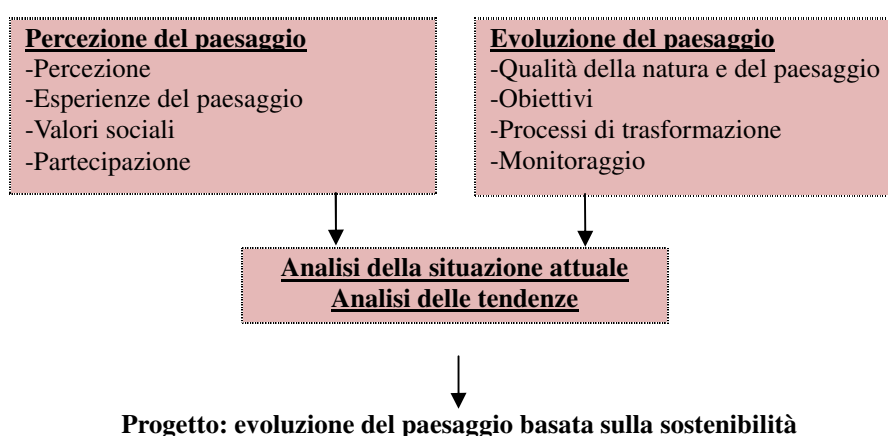 Percezione del paesaggio
-Percezione
-Esperienze del paesaggio
-Valori sociali
-Partecipazione
Evoluzione del paesaggio
-Qualità della natura e del paesaggio
-Obiettivi
-Processi di trasformazione
-Monitoraggio
Analisi della situazione attuale
Analisi delle tendenze
Progetto: evoluzione del paesaggio basata sulla sostenibilità